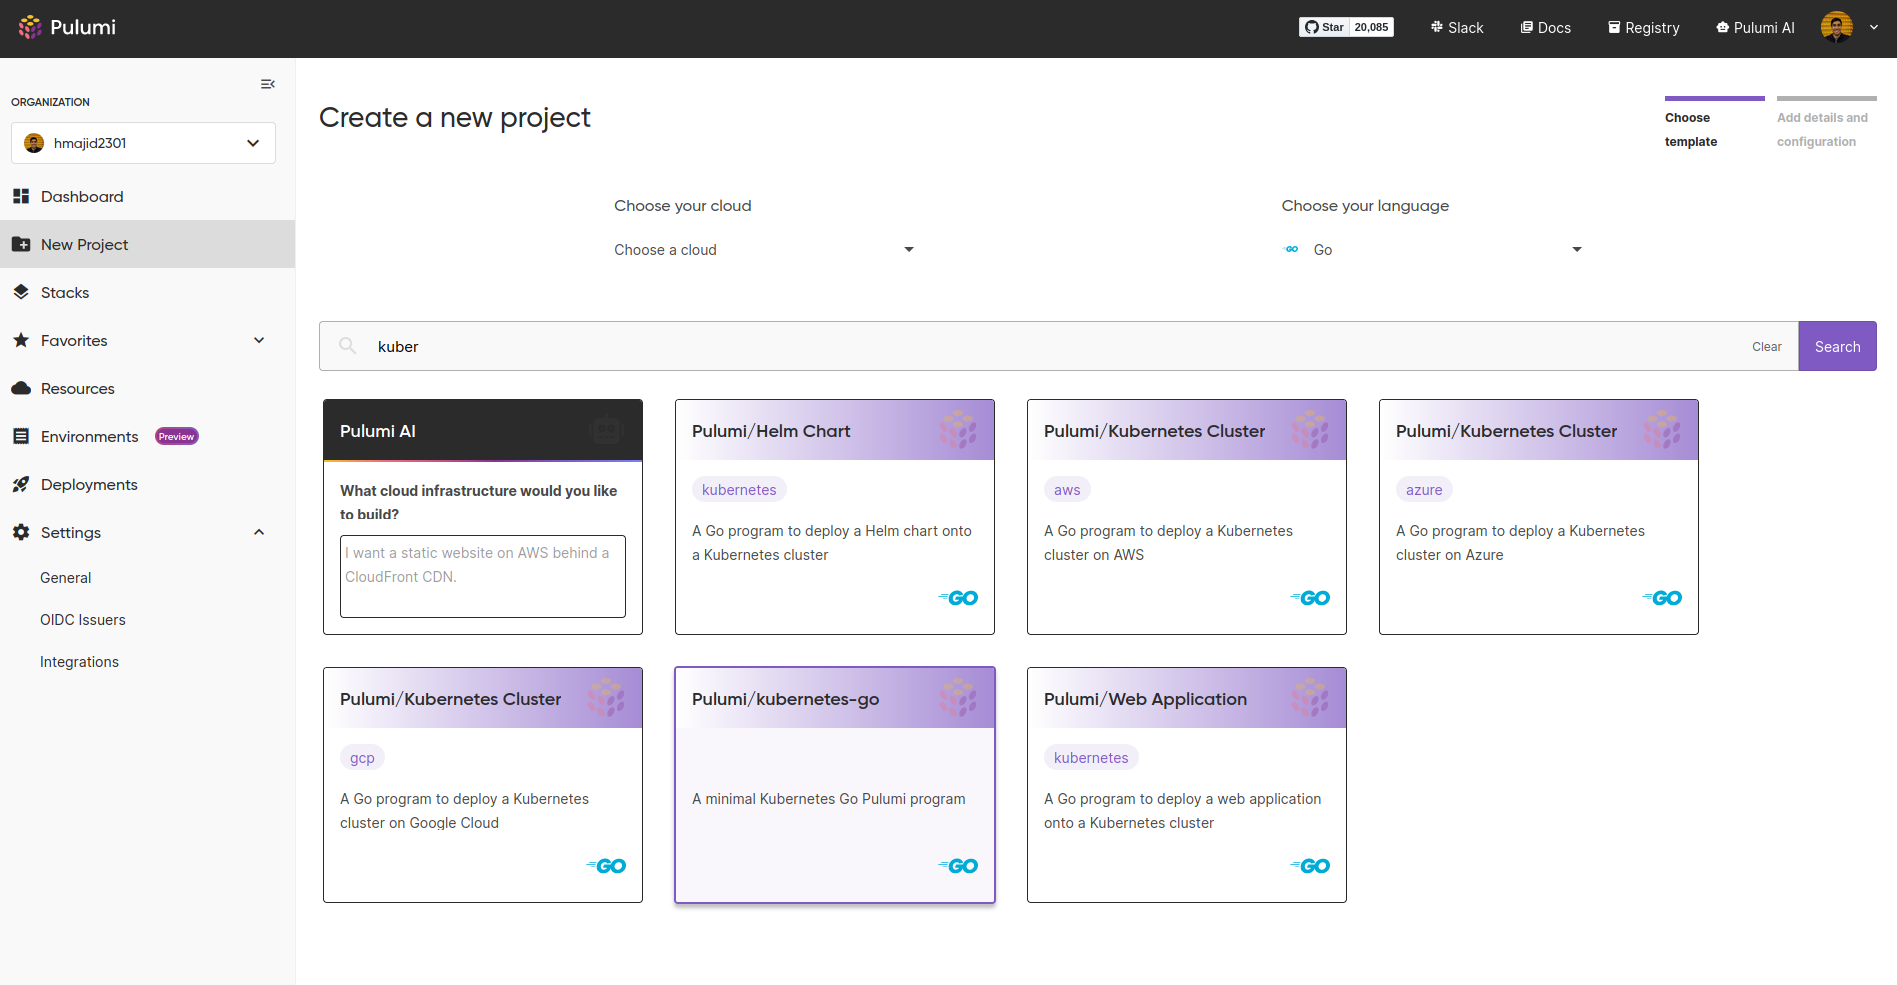 Pulumi
Star 20,085
Slack
Docs
Registry
Pulumi AI
ORGANIZATION
hmajid2301
Dashboard
New Project
Stacks
Favorites
Resources
Environments Preview
Deployments
Settings
General
OIDC Issuers
Integrations
Create a new project
Choose
template
Add details and
configuration
Choose your cloud
Choose a cloud
Choose your language
GO Go
kuber
Clear
Search
Pulumi AI
What cloud infrastructure would you like
to build?
I want a static website on AWS behind a
CloudFront CDN.
Pulumi/Helm Chart
kubernetes
A Go program to deploy a Helm chart onto
a Kubernetes cluster
GO
Pulumi/Kubernetes Cluster
aws
A Go program to deploy a Kubernetes
cluster on AWS
GO
Pulumi/Kubernetes Cluster
azure
A Go program to deploy a Kubernetes
cluster on Azure
GO
Pulumi/Kubernetes Cluster
gcp
A Go program to deploy a Kubernetes
cluster on Google Cloud
GO
Pulumi/kubernetes-go
A minimal Kubernetes Go Pulumi program
GO
Pulumi/Web Application
kubernetes
A Go program to deploy a web application
onto a Kubernetes cluster
GO